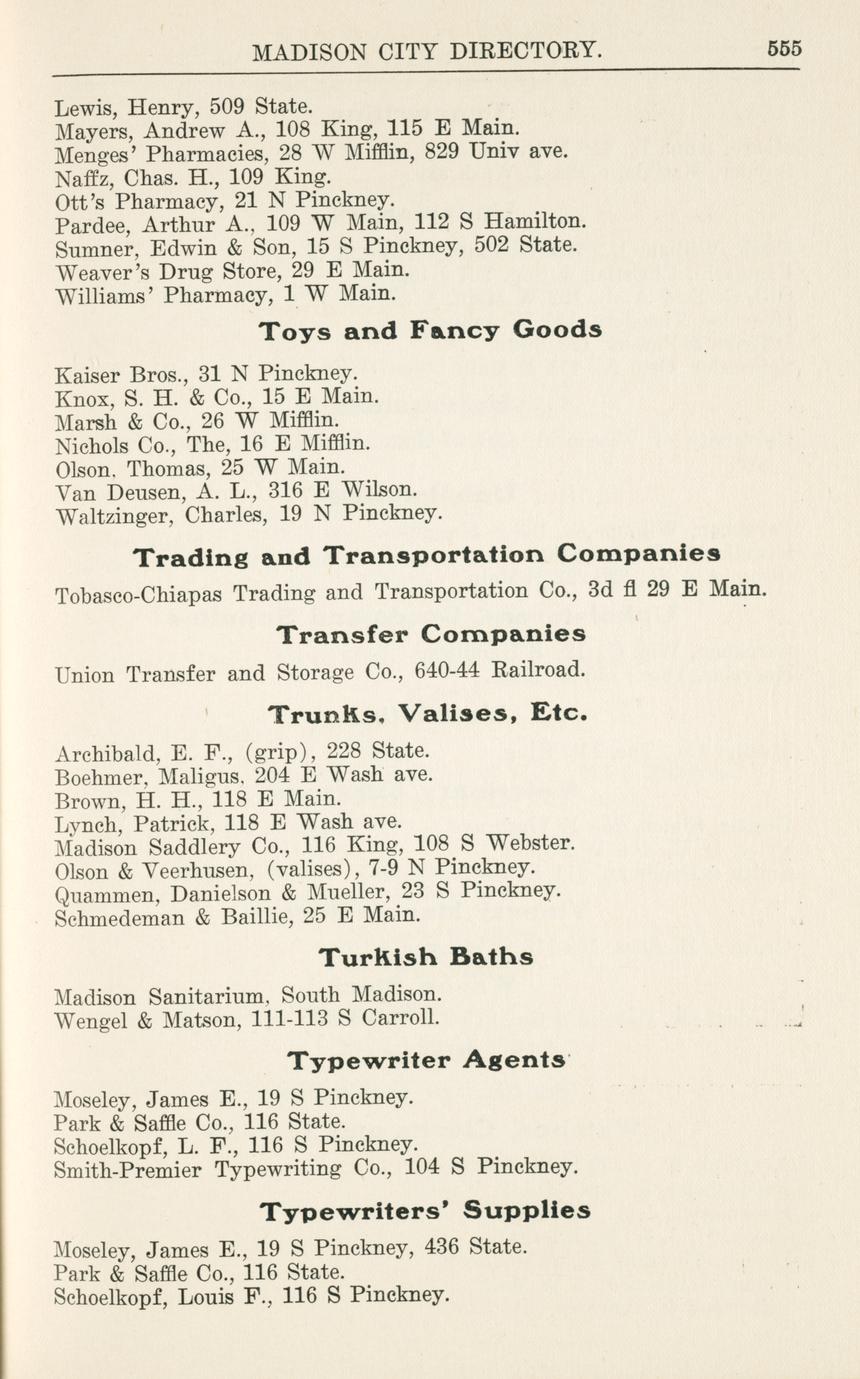 MADISON CITY DIRECTORY. 555
Lewis, Henry, 509 State.
Mayers, Andrew A., 108 King, 115 E Main.
Menges' Pharmacies, 28 W Mifflin, 829 Univ ave.
Naffz, Chas. H., 109 King.
Ott's Pharmacy, 21 N Pinckney.
Pardee, Arthur A., 109 W Main, 112 S Hamilton.
Sumner, Edwin & Son, 15 S Pinckney, 502 State.
Weaver's Drug Store, 29 E Main.
Williams' Pharmacy, 1 W Main.
Toys and Fancy Goods
Kaiser Bros., 31 N Pinckney.
Knox, S. H. & Co., 15 E Main.
Marsh & Co., 26 W Mifflin.
Nichols Co., The, 16 E Mifflin.
Olson. Thomas, 25 W Main.
Van Deusen, A. L., 316 E Wilson.
Waltzinger, Charles, 19 N Pinckney.
Trading and Transportation Companies
Tobasco-Chiapas Trading and Transportation Co., 3d fl 29 E Main.
Transfer Companies
Union Transfer and Storage Co., 640-44 Railroad.
Trunks, Valises, Etc.
Archibald, E. F., (grip), 228 State.
Boehmer, Maligus. 204 E Wash ave.
Brown, H. H., 118 E Main.
Lynch, Patrick, 118 E Wash ave.
Madison Saddlery Co., 116 King, 108 S Webster.
Olson & Veerhusen, (valises), 7-9 N Pinckney.
Quammen, Danielson & Mueller, 23 S Pinckney.
Schmedeman & Baillie, 25 E Main.
Turkish Baths
Madison Sanitarium, South Madison.
Wengel & Matson, 111-113 S Carroll.
Typewriter Agents
Moseley, James E., 19 S Pinckney.
Park & Saffle Co., 116 State.
Schoelkopf, L. F., 116 S Pinckney.
Smith-Premier Typewriting Co., 104 S Pinckney.
Typewriters' Supplies
Moseley, James E., 19 S Pinckney, 436 State.
Park & Saffle Co., 116 State.
Schoelkopf, Louis F., 116 S Pinckney.